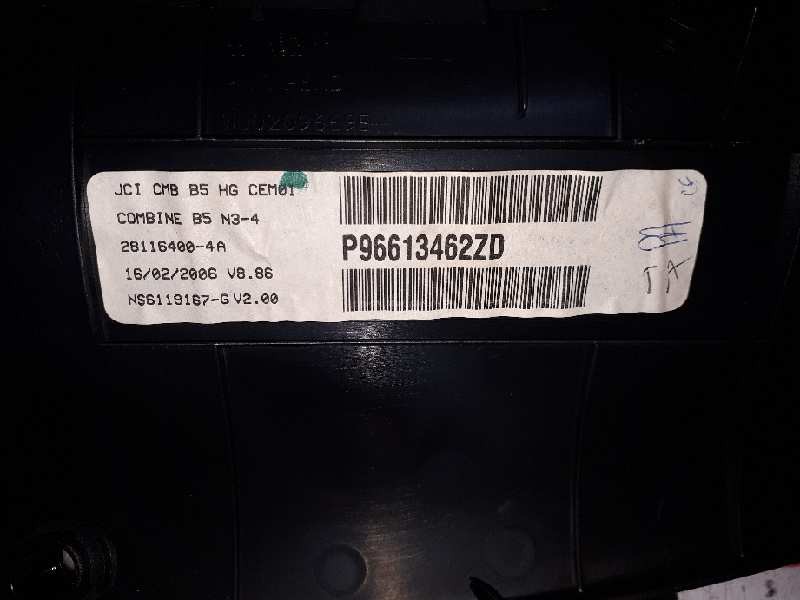 JCI CMB B5 HG CEM01
COMBINE B5 N3-4
28116400-4A
16/02/2006 V8.86
NS6119167-G V2.00
P96613462ZD